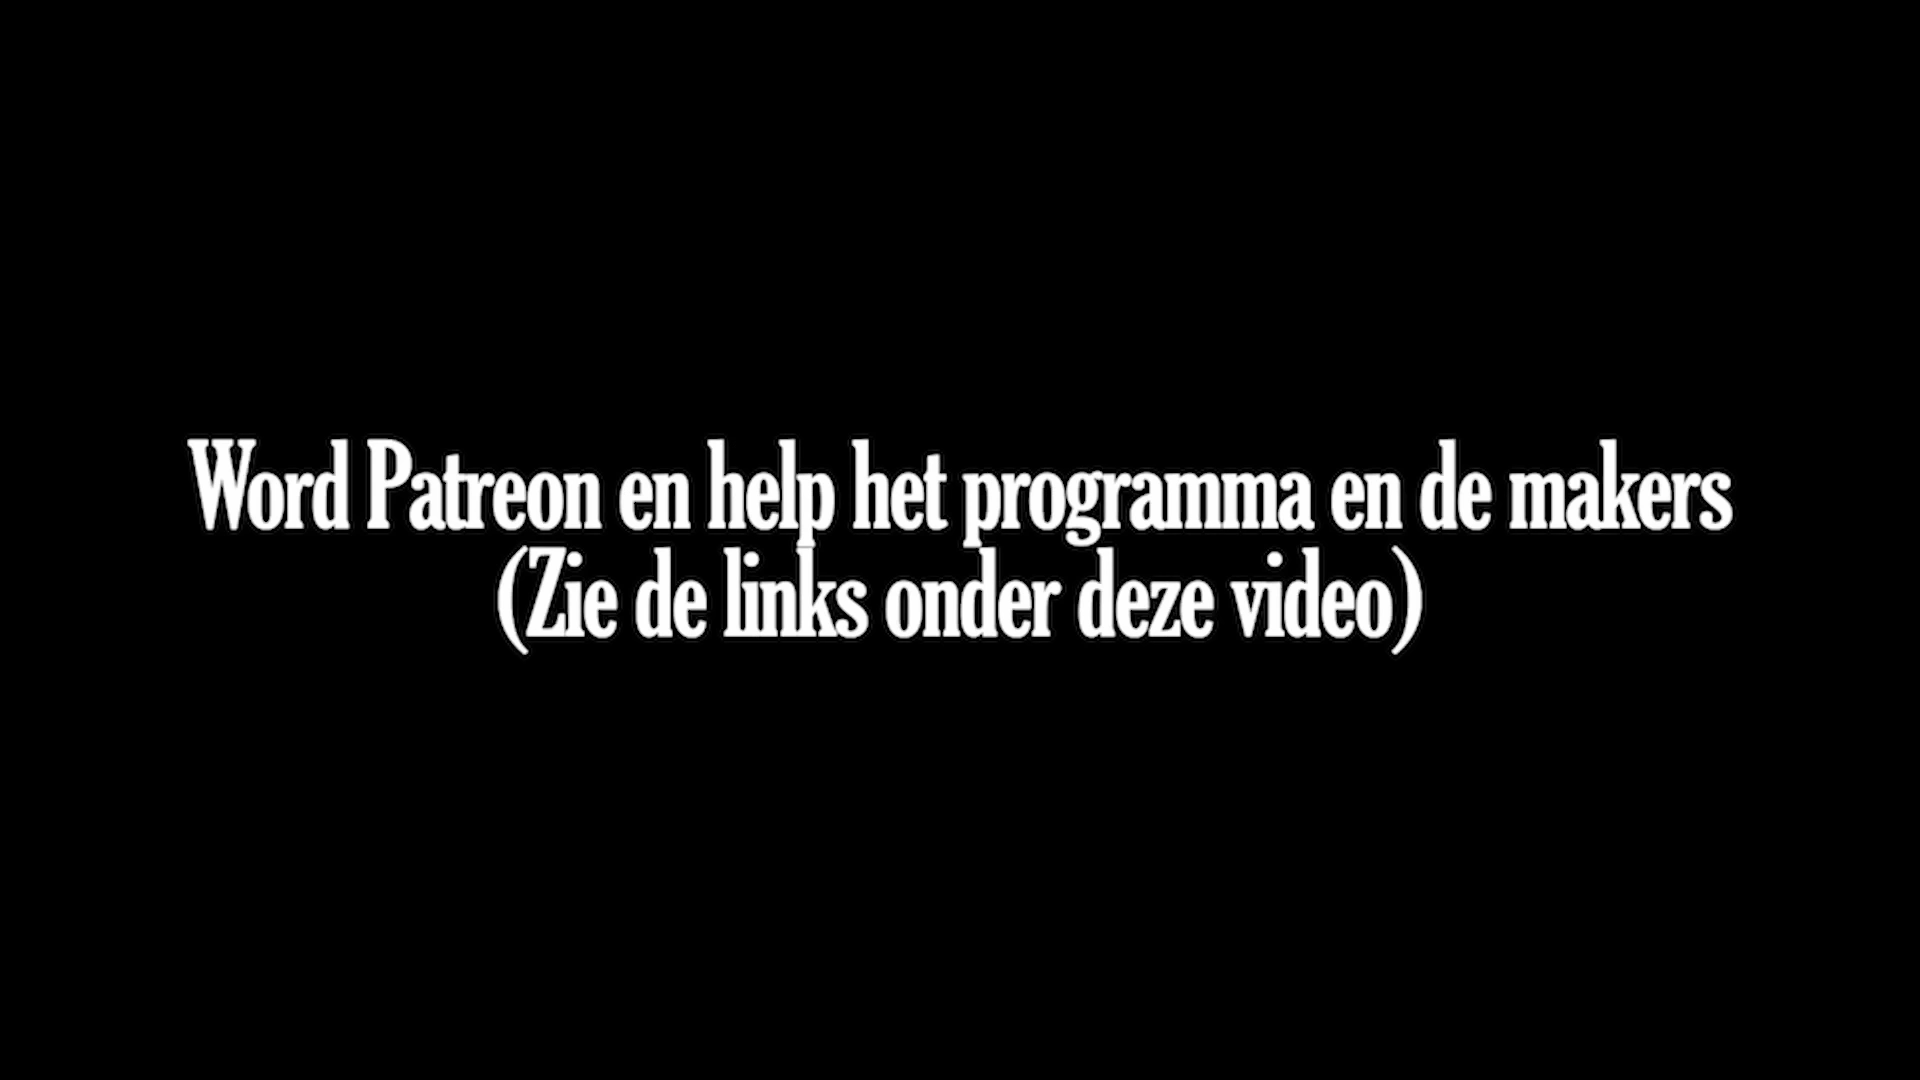 Word Patreon en help het programma en de makers
(Zie de links onder deze video)